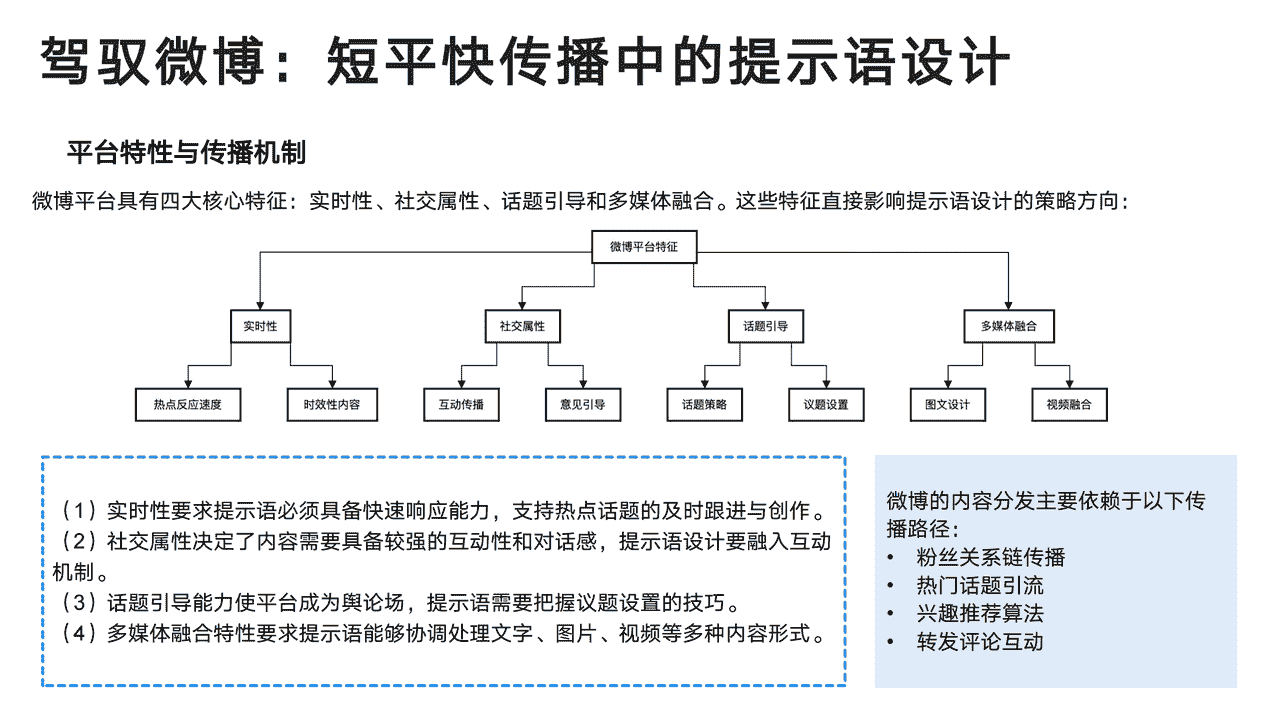 驾驭微博：短平快传播中的提示语设计
平台特性与传播机制
微博平台具有四大核心特征：实时性、社交属性、话题引导和多媒体融合。这些特征直接影响提示语设计的策略方向：
微博平台特征
实时性
社交属性
话题引导
多媒体融合
热点反应速度
时效性内容
互动传播
意见引导
话题策略
议题设置
图文设计
视频融合
（1）实时性要求提示语必须具备快速响应能力，支持热点话题的及时跟进与创作。
（2）社交属性决定了内容需要具备较强的互动性和对话感，提示语设计要融入互动
机制。
（3）话题引导能力使平台成为舆论场，提示语需要把握议题设置的技巧。
（4）多媒体融合特性要求提示语能够协调处理文字、图片、视频等多种内容形式。
微博的内容分发主要依赖于以下传
播路径：
• 粉丝关系链传播
• 热门话题引流
• 兴趣推荐算法
• 转发评论互动